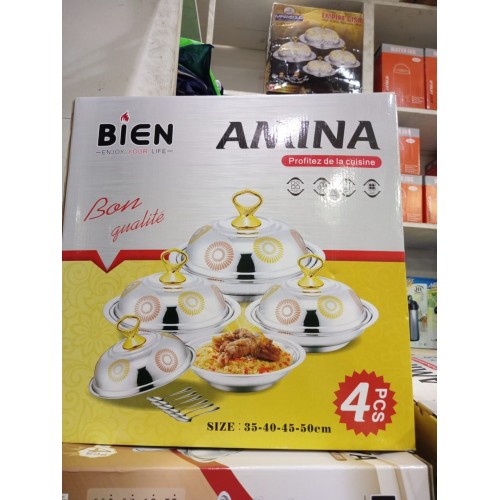 BiEN
—ENJOY YOUR LIFE—
AMINA
Profitez de la cuisine
Bon
qualité
4
PCS
SIZE : 35-40-45-50cm